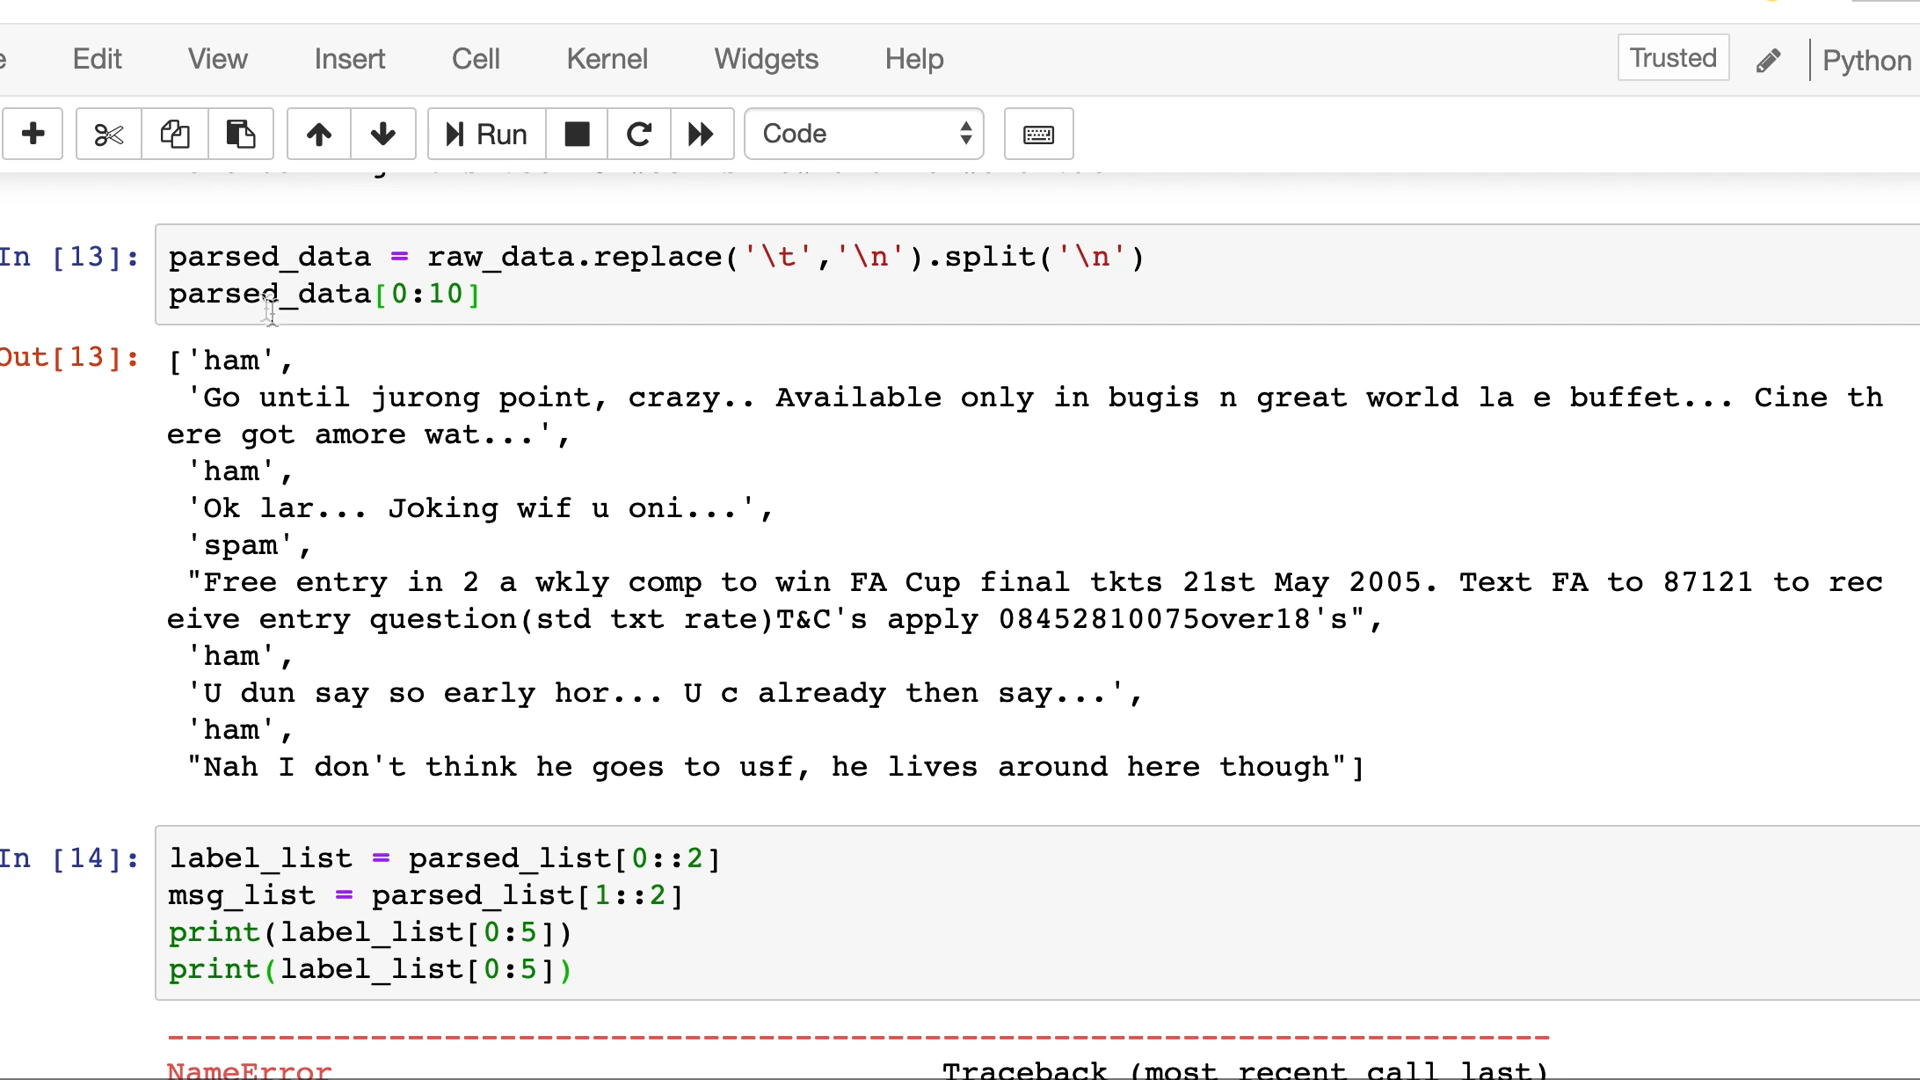 Edit View Insert Cell Kernel Widgets Help Trusted Python
Run Code
In [13]: parsed_data = raw_data.replace('\t','\n').split('\n')
parsed_data[0:10]
Out[13]: ['ham',
'Go until jurong point, crazy.. Available only in bugis n great world la e buffet... Cine th
ere got amore wat...',
'ham',
'Ok lar... Joking wif u oni...',
'spam',
"Free entry in 2 a wkly comp to win FA Cup final tkts 21st May 2005. Text FA to 87121 to rec
eive entry question(std txt rate)T&C's apply 08452810075over18's",
'ham',
'U dun say so early hor... U c already then say...',
'ham',
"Nah I don't think he goes to usf, he lives around here though"]
In [14]: label_list = parsed_list[0::2]
msg_list = parsed_list[1::2]
print(label_list[0:5])
print(label_list[0:5])
---------------------------------------------------------------------------
NameError Traceback (most recent call last)